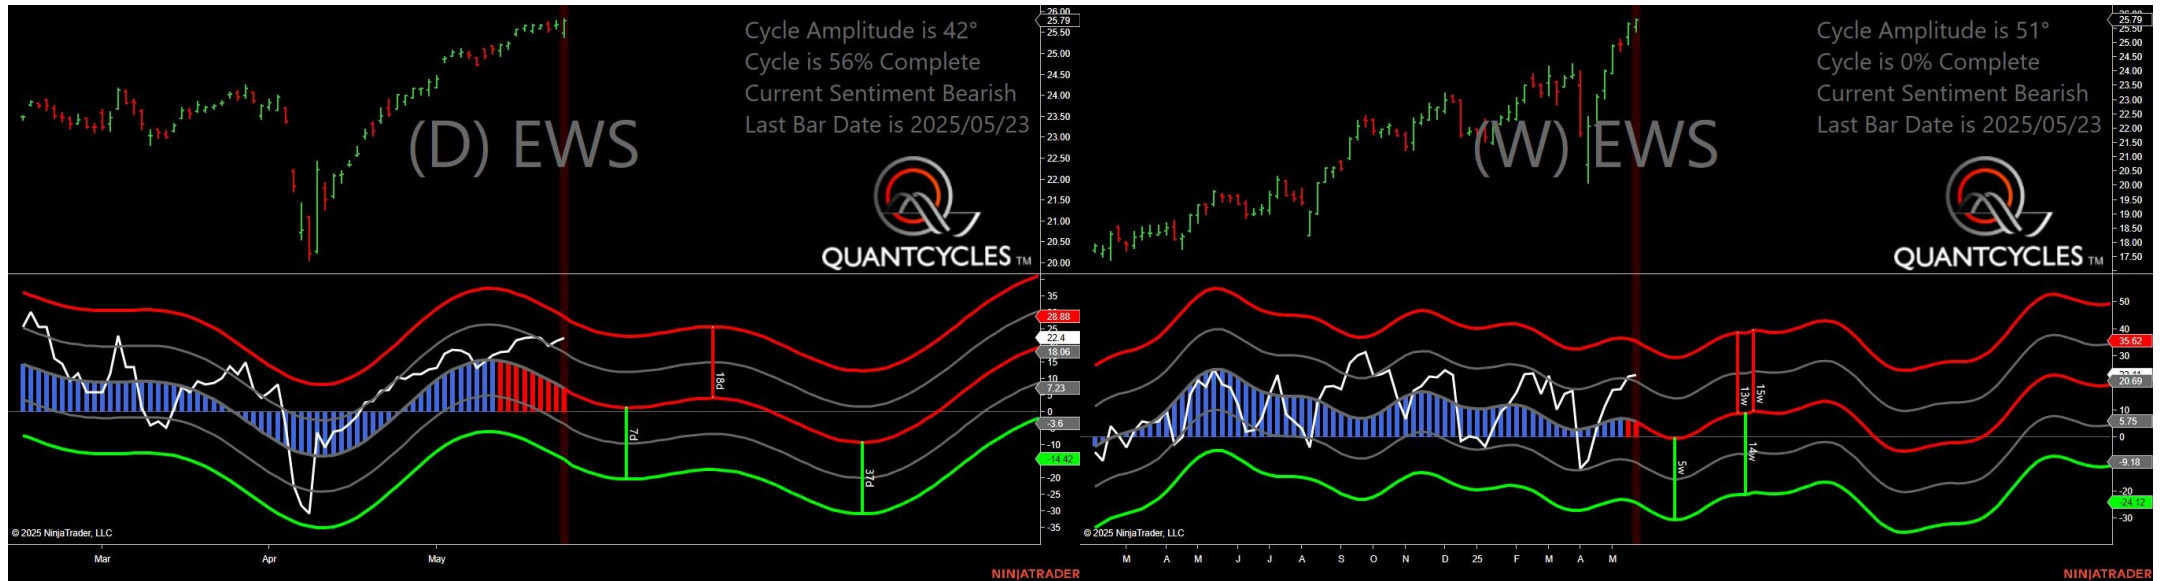 Cycle Amplitude is 42°
Cycle is 56% Complete
Current Sentiment Bearish
Last Bar Date is 2025/05/23
(D) EWS
QUANTCYCLES TM
26.00
25.79
25.50
25.00
24.50
24.00
23.50
23.00
22.50
22.00
21.50
21.00
20.50
20.00
35
28.88
25
22.4
18.06
15
10
7.23
5
0
-3.6
-10
-14.42
-20
-25
-30
-35
18d
7d
37d
© 2025 NinjaTrader, LLC
Mar Apr May
NINJATRADER
Cycle Amplitude is 51°
Cycle is 0% Complete
Current Sentiment Bearish
Last Bar Date is 2025/05/23
(W) EWS
QUANTCYCLES TM
25.79
25.50
25.00
24.50
24.00
23.50
23.00
22.50
22.00
21.50
21.00
20.50
20.00
19.50
19.00
18.50
18.00
17.50
50
40
35.62
30
20.69
10
5.75
0
-9.18
-20
-24.12
-30
13w
15w
5w
14w
© 2025 NinjaTrader, LLC
M A M J J A S O N D 25 F M A M
NINJATRADER